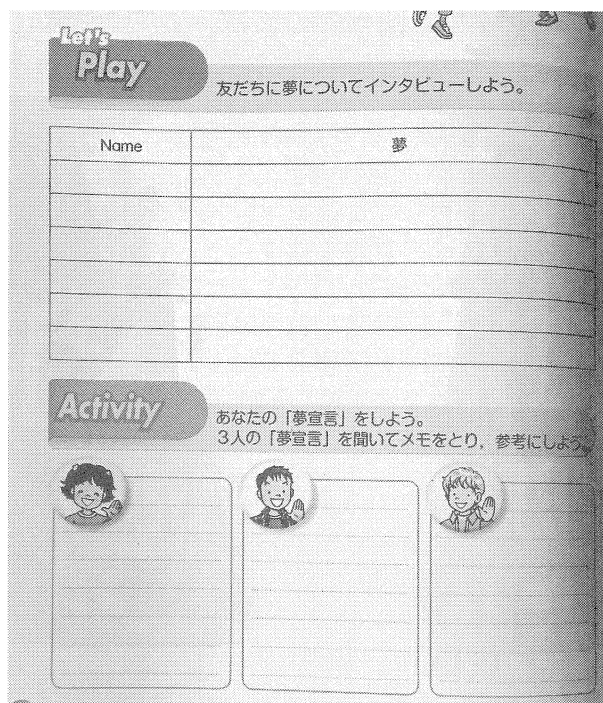 Let's
Play
友だちに夢についてインタビューしよう。
Name 夢
Activity
あなたの「夢宣言」をしよう。
3人の「夢宣言」を聞いてメモをとり，参考にしよう。